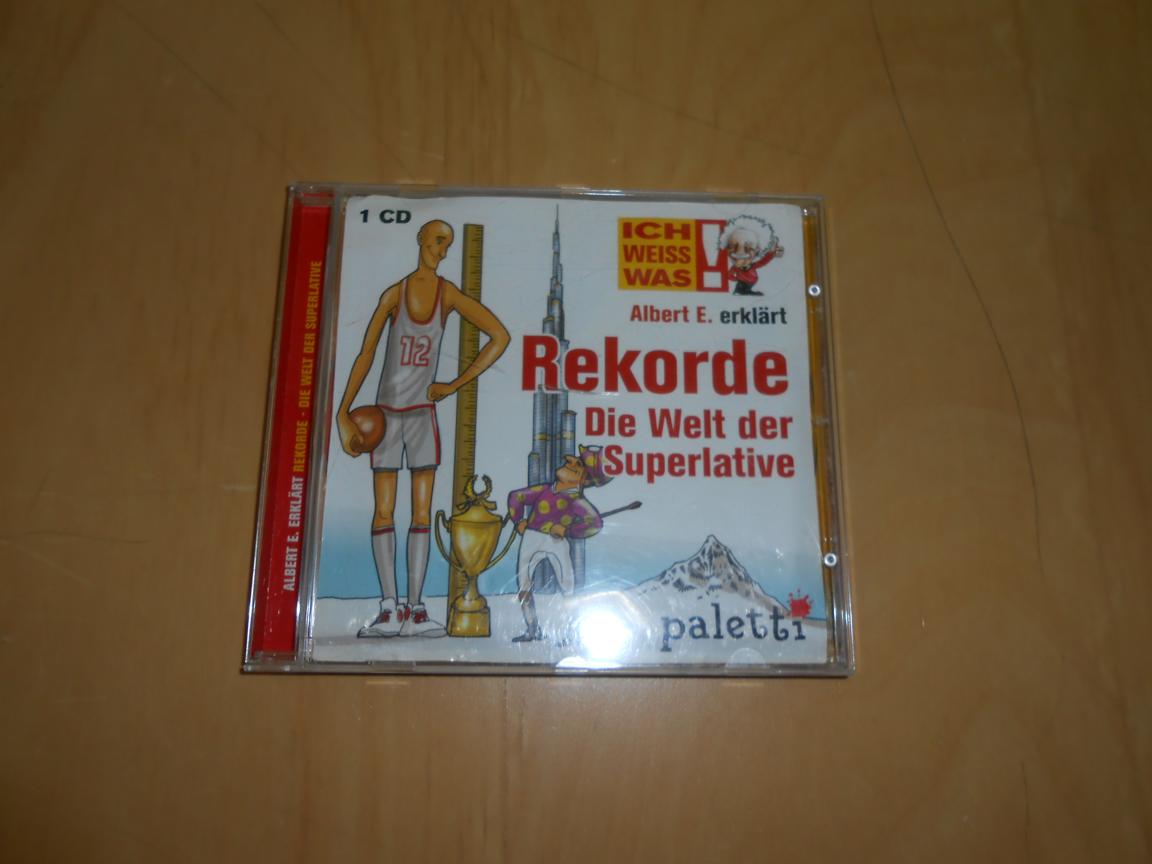 1 CD
ICH
WEISS
WAS !
Albert E. erklärt
Rekorde
Die Welt der
Superlative
12
paletti
ALBERT E. ERKLÄRT REKORDE - DIE WELT DER SUPERLATIVE